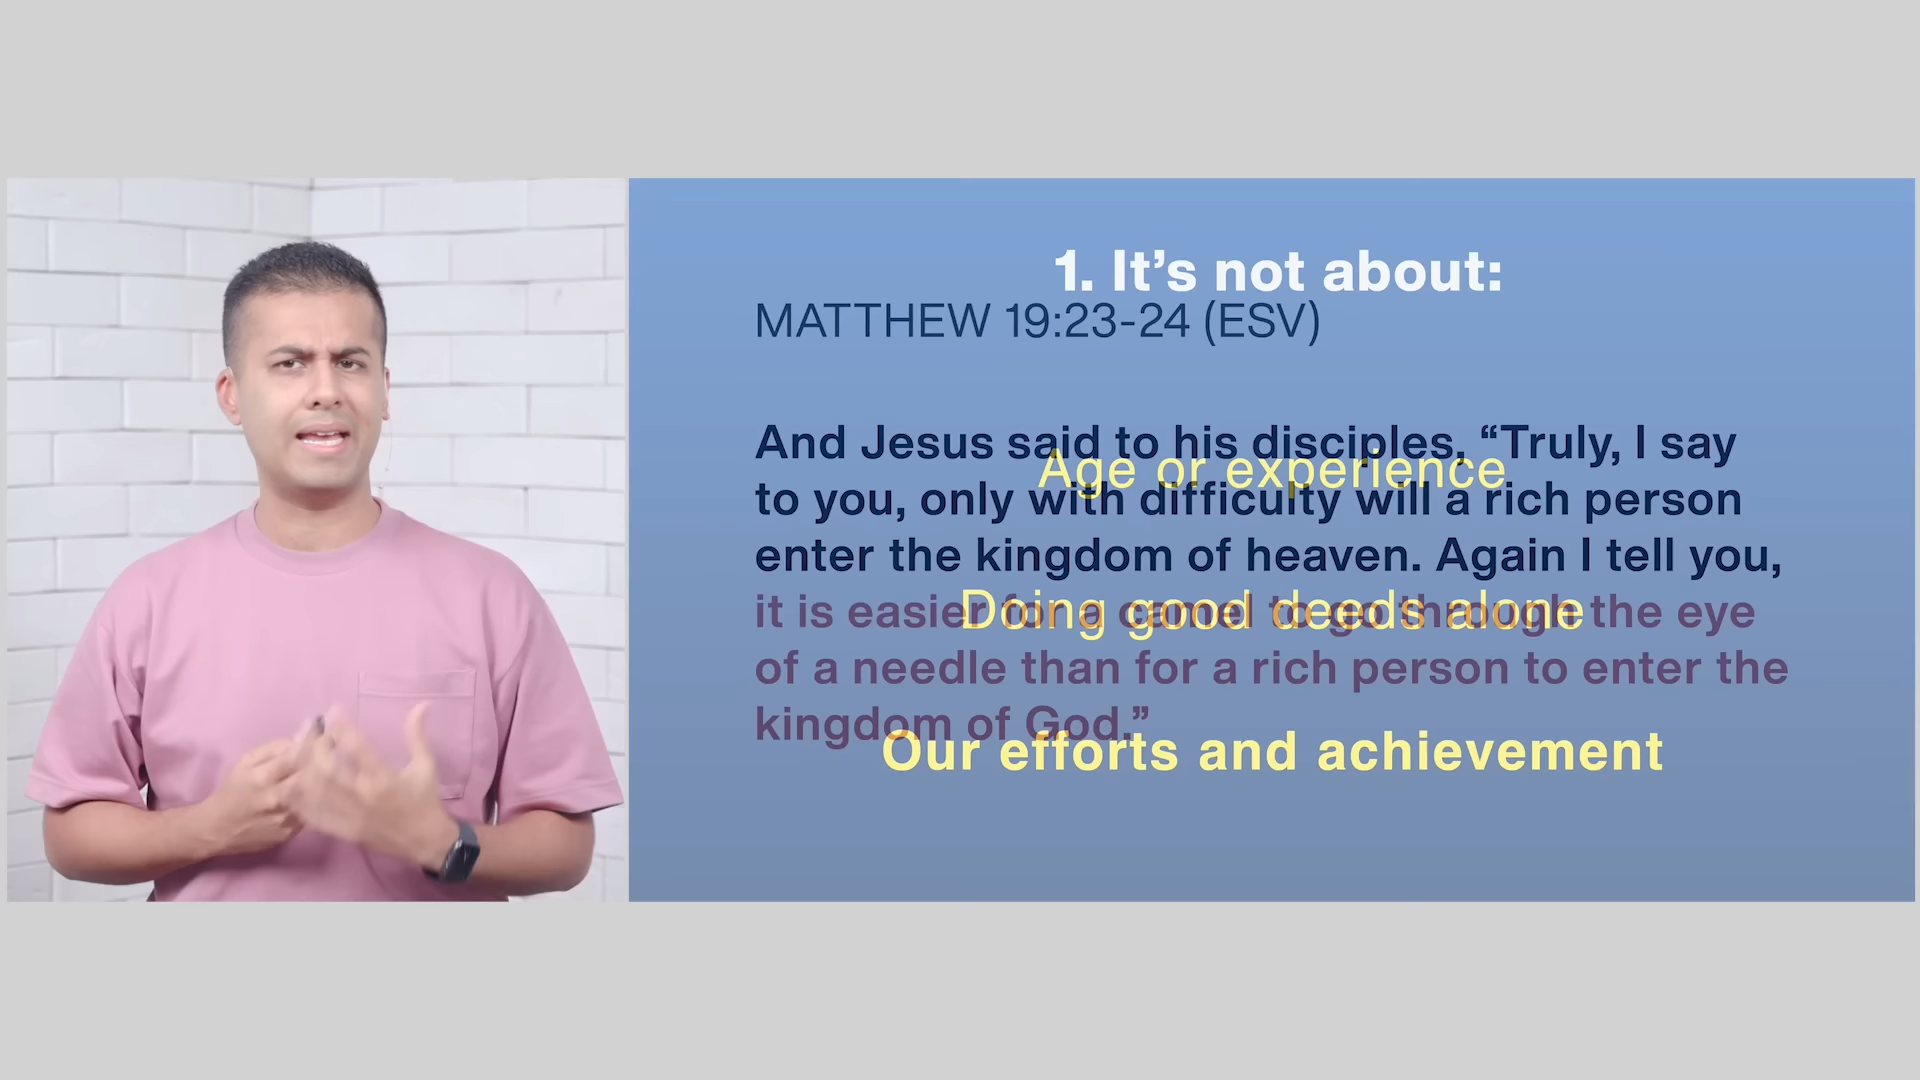 1. It’s not about:
MATTHEW 19:23-24 (ESV)
And Jesus said to his disciples, “Truly, I say
Age or experience
to you, only with difficulty will a rich person
enter the kingdom of heaven. Again I tell you,
it is easier for a camel to go through the eye
Doing good deeds alone
of a needle than for a rich person to enter the
kingdom of God.”
Our efforts and achievement